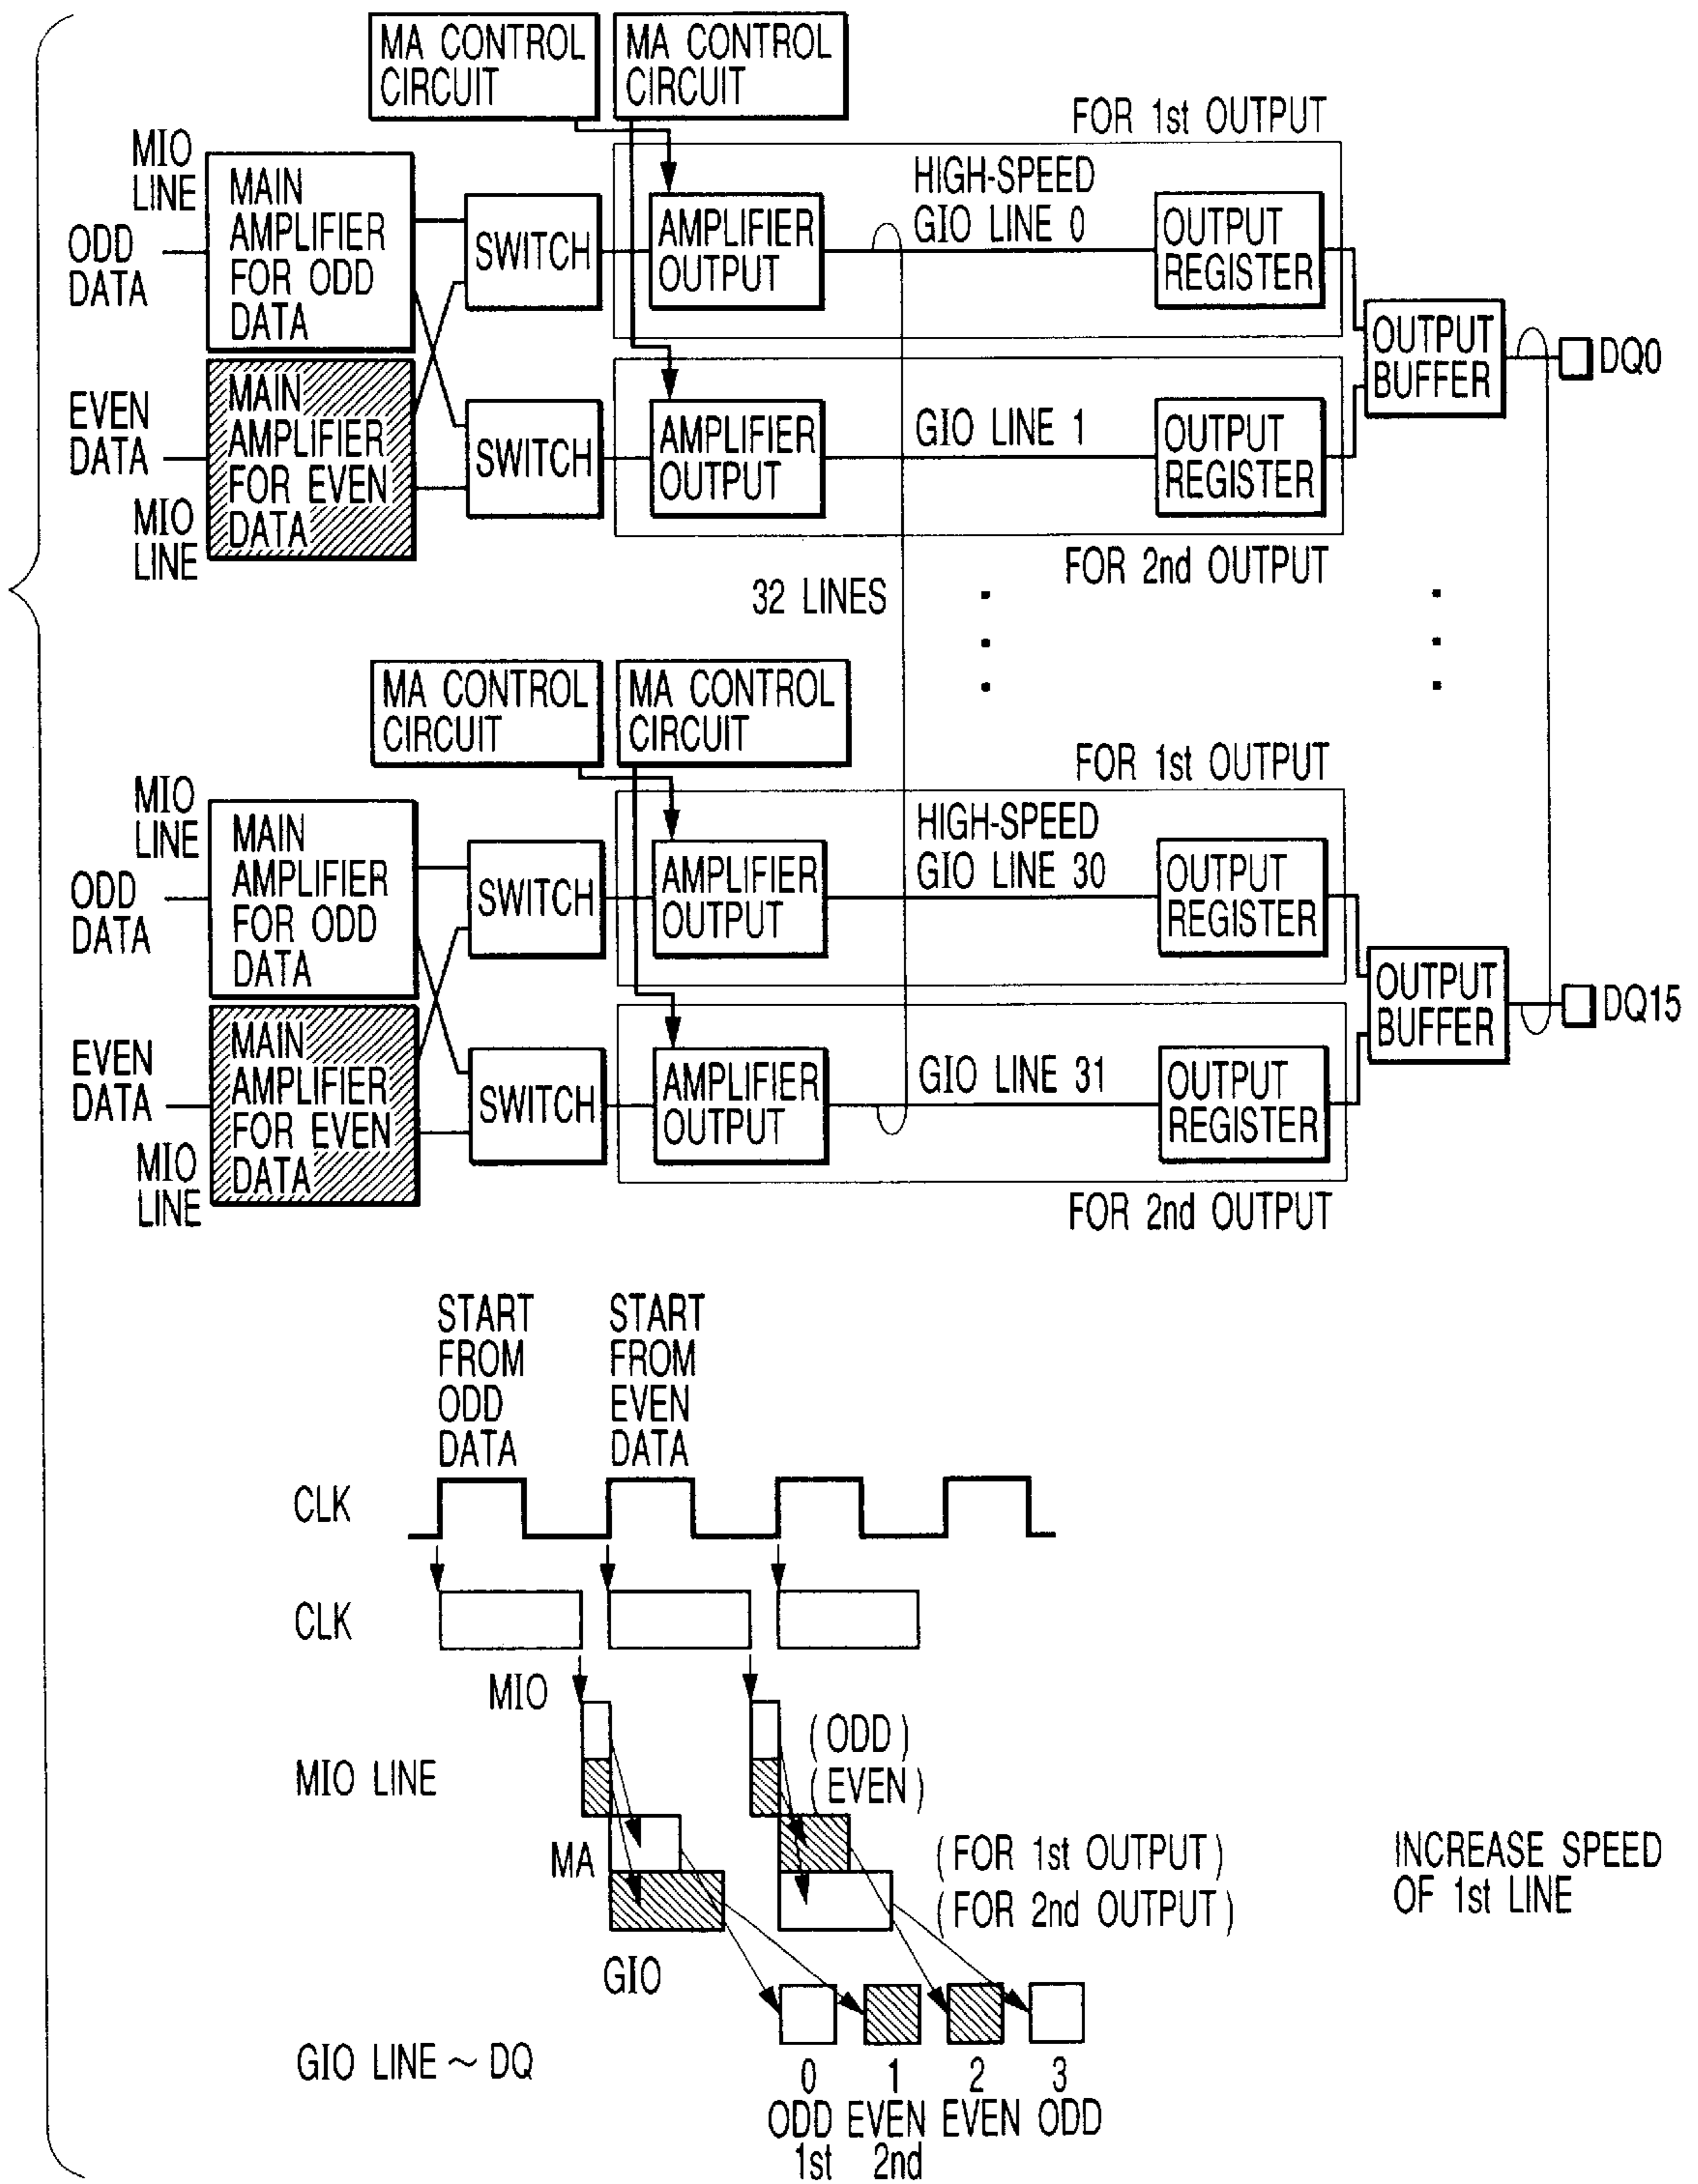 MA CONTROL
CIRCUIT
MA CONTROL
CIRCUIT
FOR 1st OUTPUT
MIO
LINE
ODD
DATA
MAIN
AMPLIFIER
FOR ODD
DATA
SWITCH
AMPLIFIER
OUTPUT
HIGH-SPEED
GIO LINE 0
OUTPUT
REGISTER
OUTPUT
BUFFER
DQ0
EVEN
DATA
MIO
LINE
MAIN
AMPLIFIER
FOR EVEN
DATA
SWITCH
AMPLIFIER
OUTPUT
GIO LINE 1
OUTPUT
REGISTER
FOR 2nd OUTPUT
32 LINES
MA CONTROL
CIRCUIT
MA CONTROL
CIRCUIT
FOR 1st OUTPUT
MIO
LINE
ODD
DATA
MAIN
AMPLIFIER
FOR ODD
DATA
SWITCH
AMPLIFIER
OUTPUT
HIGH-SPEED
GIO LINE 30
OUTPUT
REGISTER
OUTPUT
BUFFER
DQ15
EVEN
DATA
MIO
LINE
MAIN
AMPLIFIER
FOR EVEN
DATA
SWITCH
AMPLIFIER
OUTPUT
GIO LINE 31
OUTPUT
REGISTER
FOR 2nd OUTPUT
START
FROM
ODD
DATA
START
FROM
EVEN
DATA
CLK
CLK
MIO
(ODD)
MIO LINE
(EVEN)
MA
(FOR 1st OUTPUT)
(FOR 2nd OUTPUT)
INCREASE SPEED
OF 1st LINE
GIO
GIO LINE ~ DQ
0 1 2 3
ODD EVEN EVEN ODD
1st 2nd